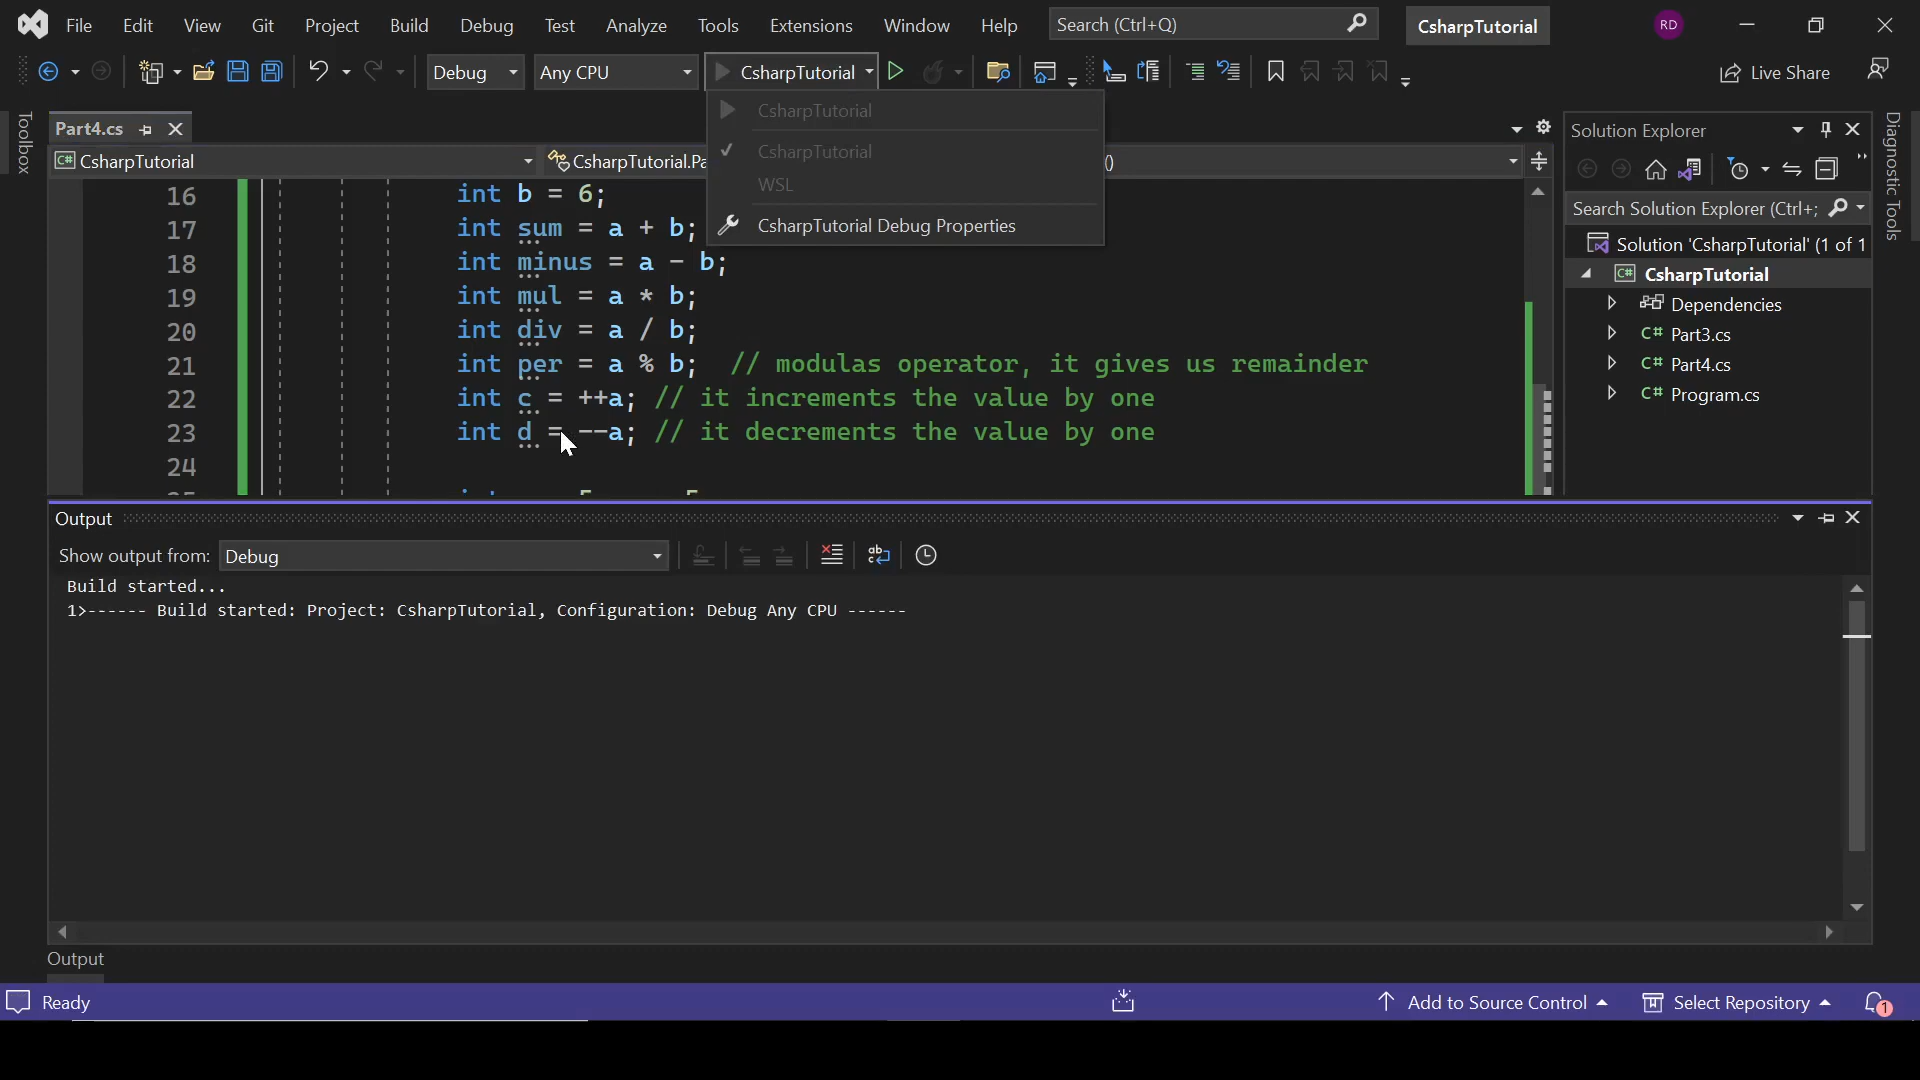 File Edit View Git Project Build Debug Test Analyze Tools Extensions Window Help Search (Ctrl+Q) CsharpTutorial RD
Debug Any CPU CsharpTutorial Live Share
CsharpTutorial
CsharpTutorial
WSL
CsharpTutorial Debug Properties
Toolbox
Part4.cs
C# CsharpTutorial CsharpTutorial.Pa ()
16 int b = 6;
17 int sum = a + b;
18 int minus = a - b;
19 int mul = a * b;
20 int div = a / b;
21 int per = a % b; // modulas operator, it gives us remainder
22 int c = ++a; // it increments the value by one
23 int d = --a; // it decrements the value by one
24
Solution Explorer
Search Solution Explorer (Ctrl+;
Solution 'CsharpTutorial' (1 of 1
C# CsharpTutorial
Dependencies
C# Part3.cs
C# Part4.cs
C# Program.cs
Diagnostic Tools
Output
Show output from: Debug
Build started...
1>------ Build started: Project: CsharpTutorial, Configuration: Debug Any CPU ------
Output
Ready Add to Source Control Select Repository 1